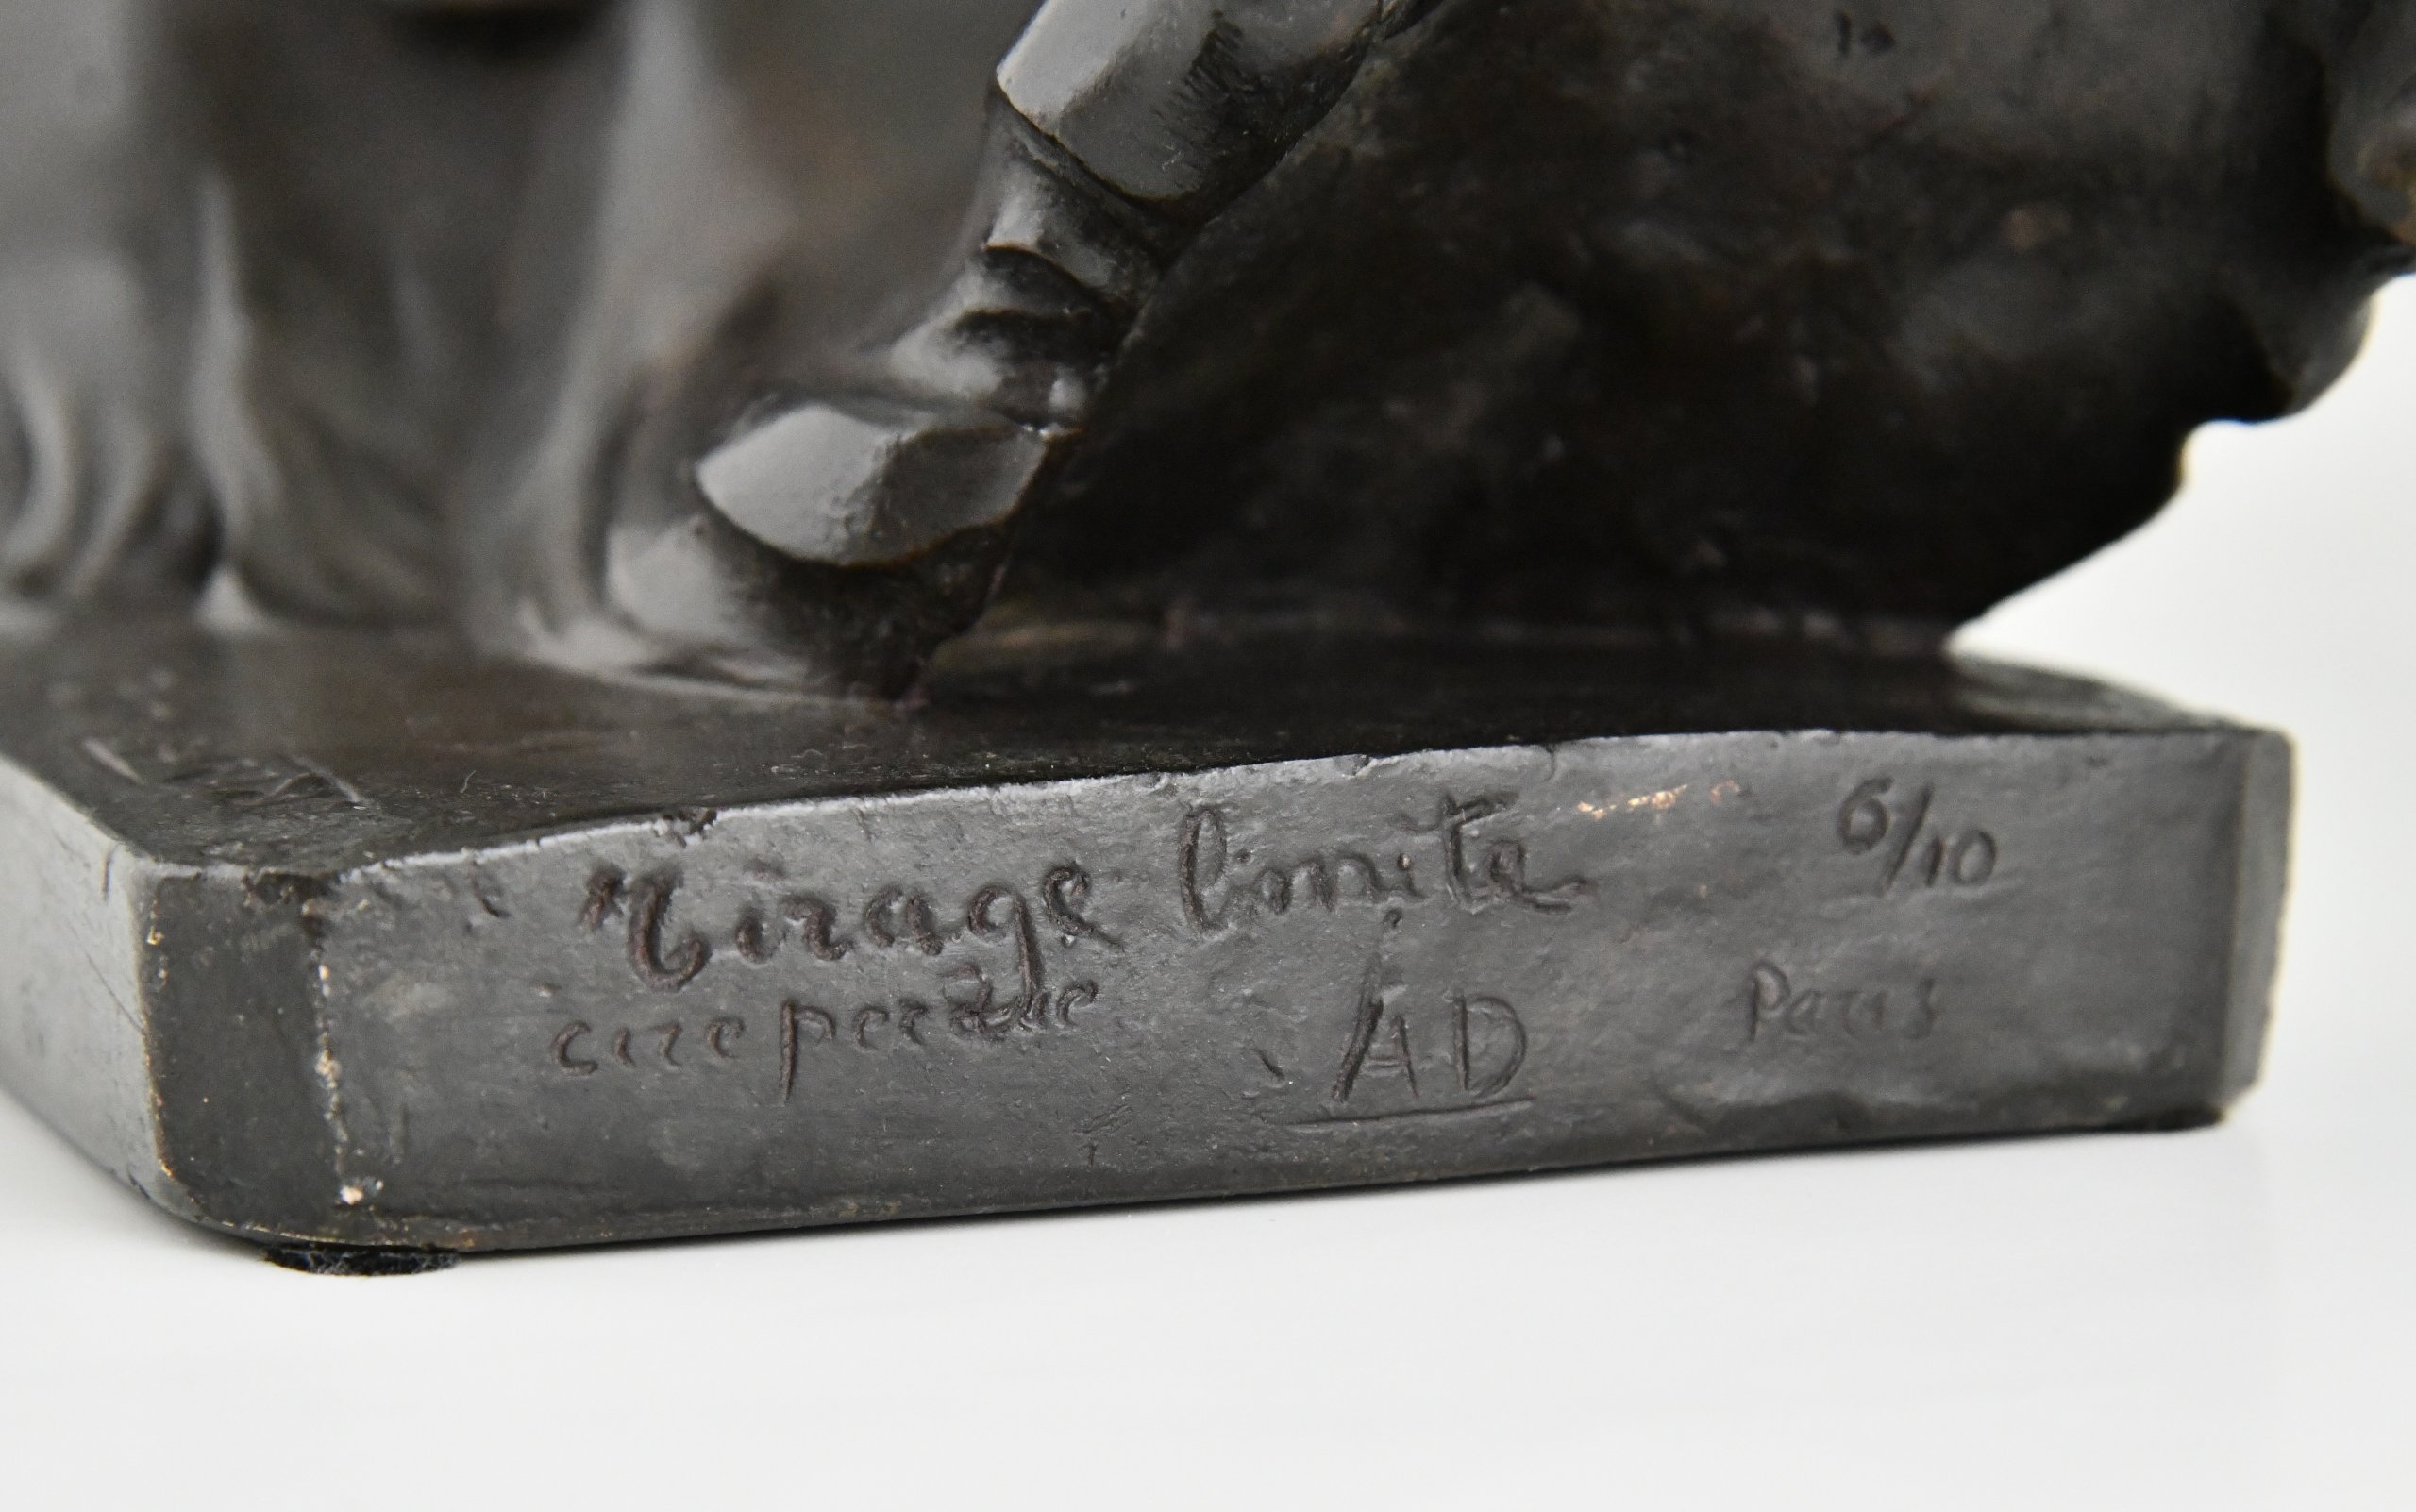 Tirage limité 6/10
cire perdue AD Paris